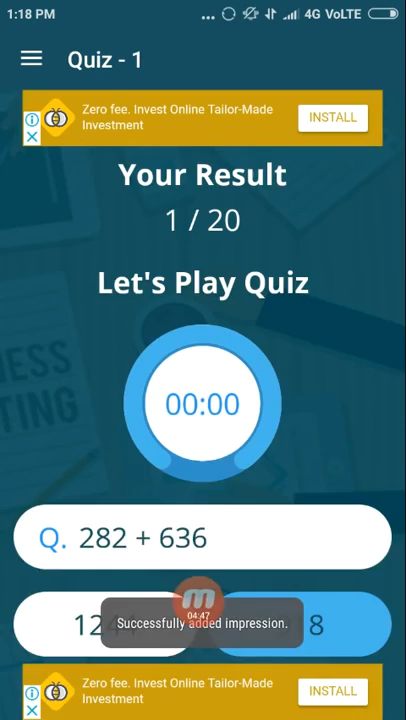 1:18 PM ... 4G VoLTE
Quiz - 1
Zero fee. Invest Online Tailor-Made
Investment
INSTALL
Your Result
1 / 20
Let's Play Quiz
NESS
TING
00:00
Q. 282 + 636
04:47
Successfully added impression.
Zero fee. Invest Online Tailor-Made
Investment
INSTALL